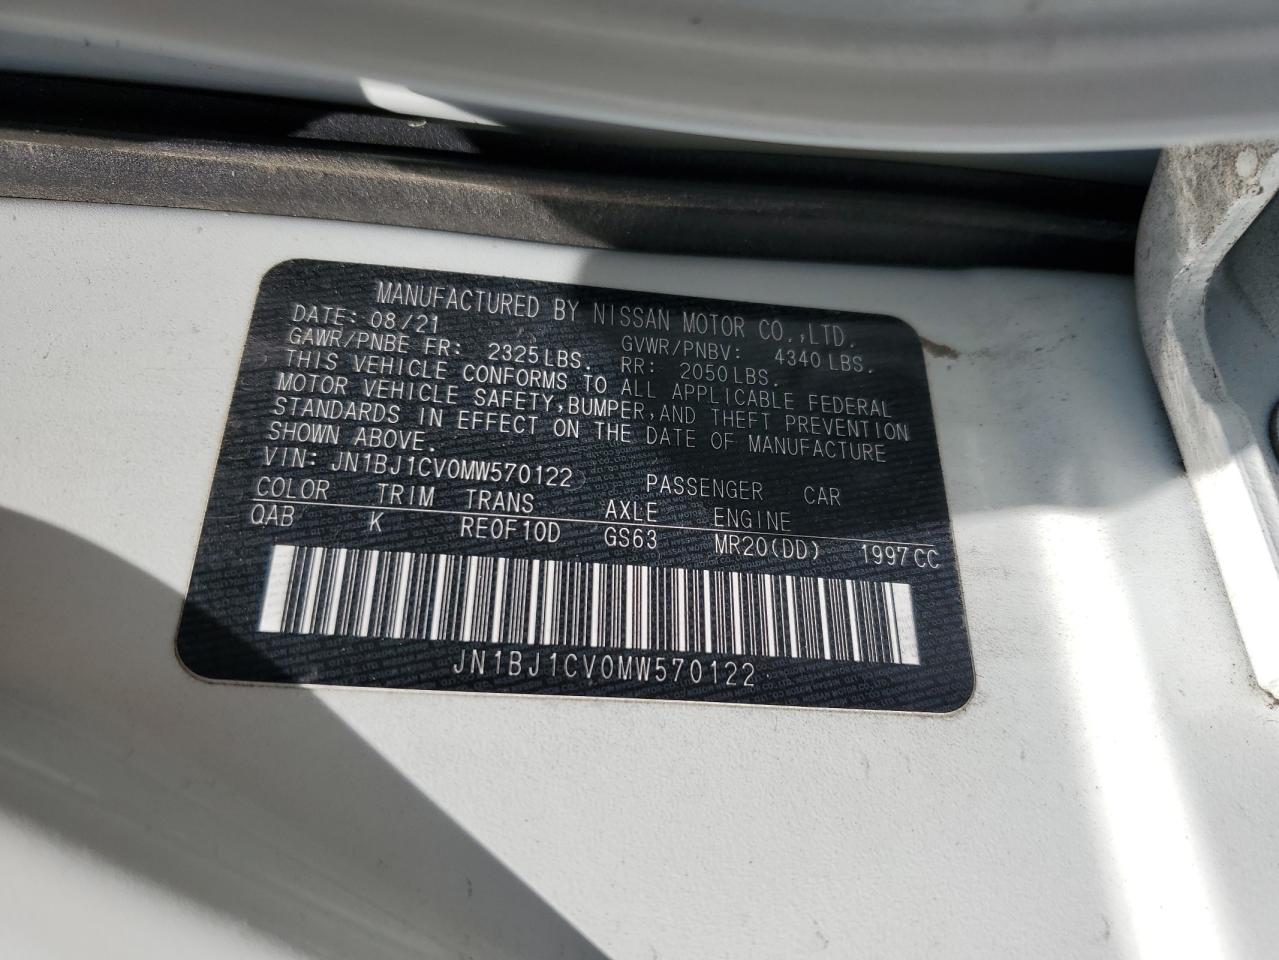 MANUFACTURED BY NISSAN MOTOR CO.,LTD.
DATE: 08/21
GAWR/PNBE FR: 2325LBS. GVWR/PNBV: 4340LBS.
RR: 2050LBS.
THIS VEHICLE CONFORMS TO ALL APPLICABLE FEDERAL
MOTOR VEHICLE SAFETY,BUMPER,AND THEFT PREVENTION
STANDARDS IN EFFECT ON THE DATE OF MANUFACTURE
SHOWN ABOVE.
VIN: JN1BJ1CV0MW570122 PASSENGER CAR
COLOR TRIM TRANS AXLE ENGINE
QAB K RE0F10D GS63 MR20(DD) 1997CC
JN1BJ1CV0MW570122